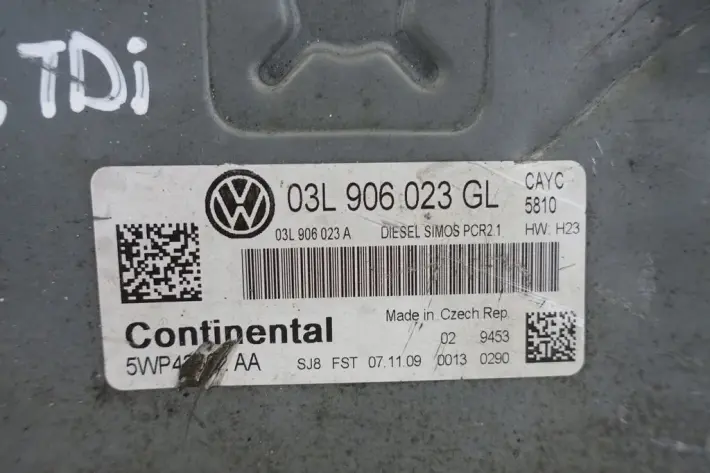 TDi
03L 906 023 GL
CAYC
5810
03L 906 023 A DIESEL SIMOS PCR2.1 HW: H23
Continental
Made in Czech Rep.
02 9453
AA SJ8 FST 07.11.09 0013 0290